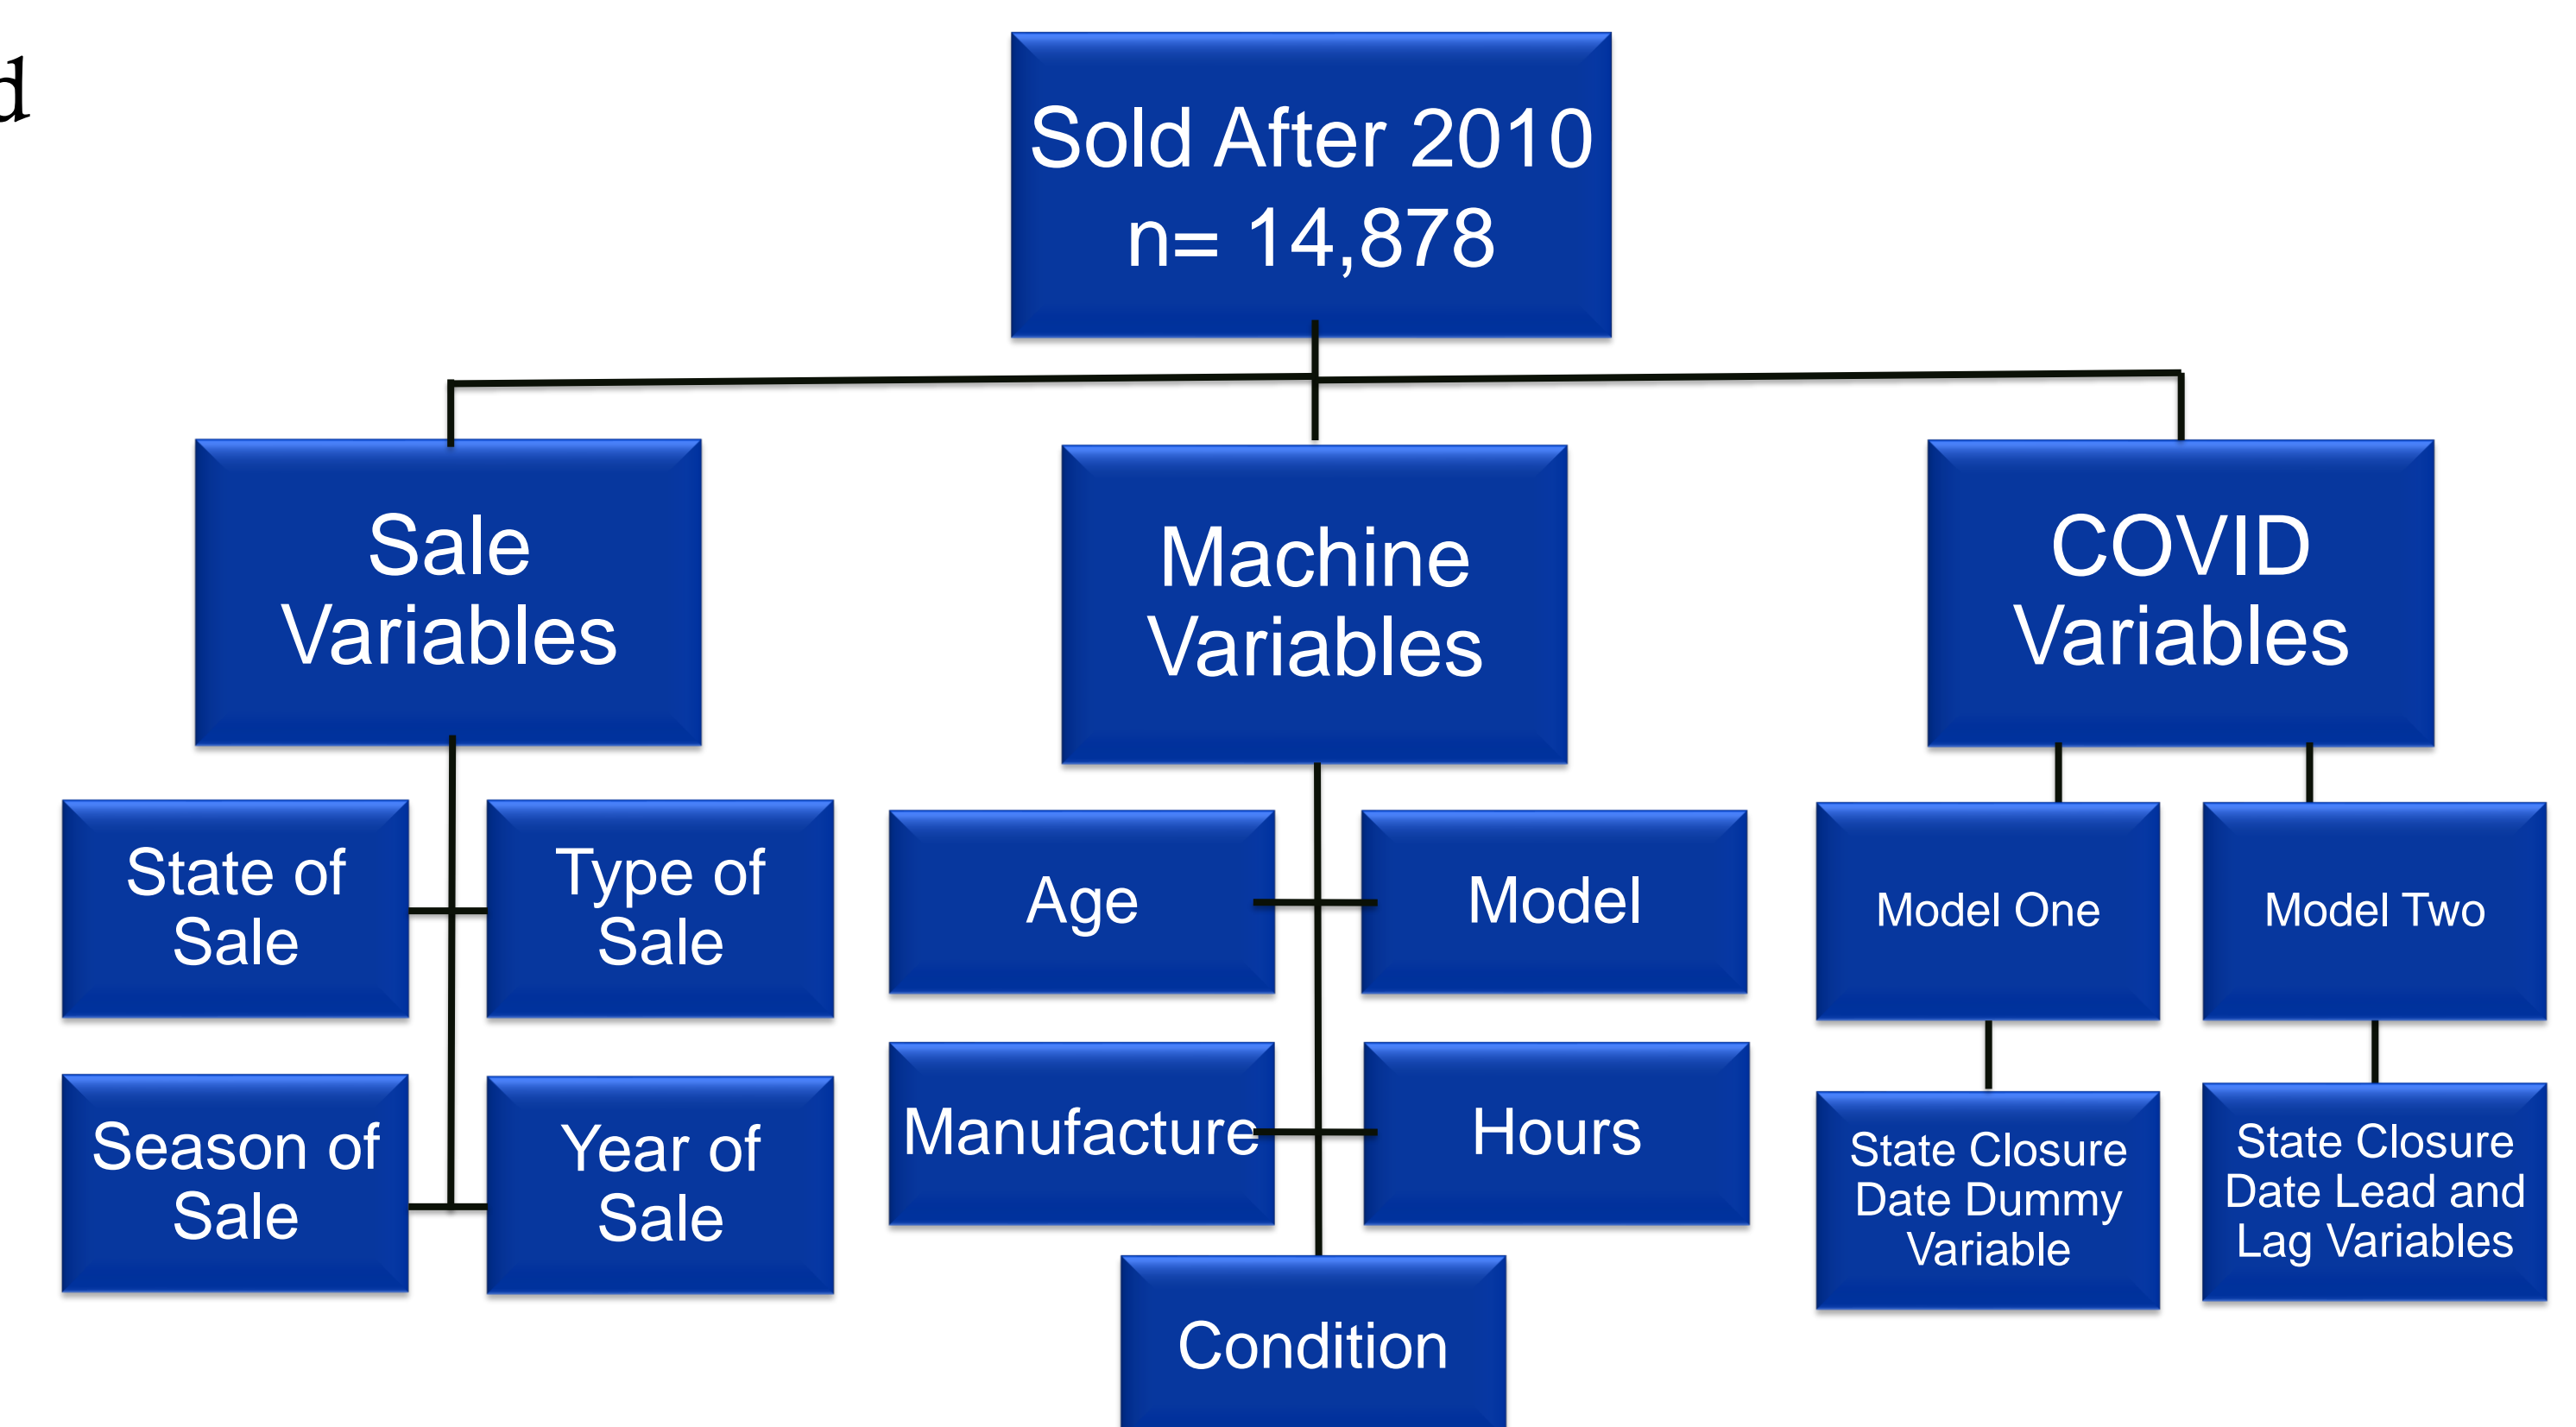 d
Sold After 2010
n= 14,878
Sale
Variables
Machine
Variables
COVID
Variables
State of
Sale
Type of
Sale
Season of
Sale
Year of
Sale
Age
Model
Manufacture
Hours
Condition
Model One
Model Two
State Closure
Date Dummy
Variable
State Closure
Date Lead and
Lag Variables